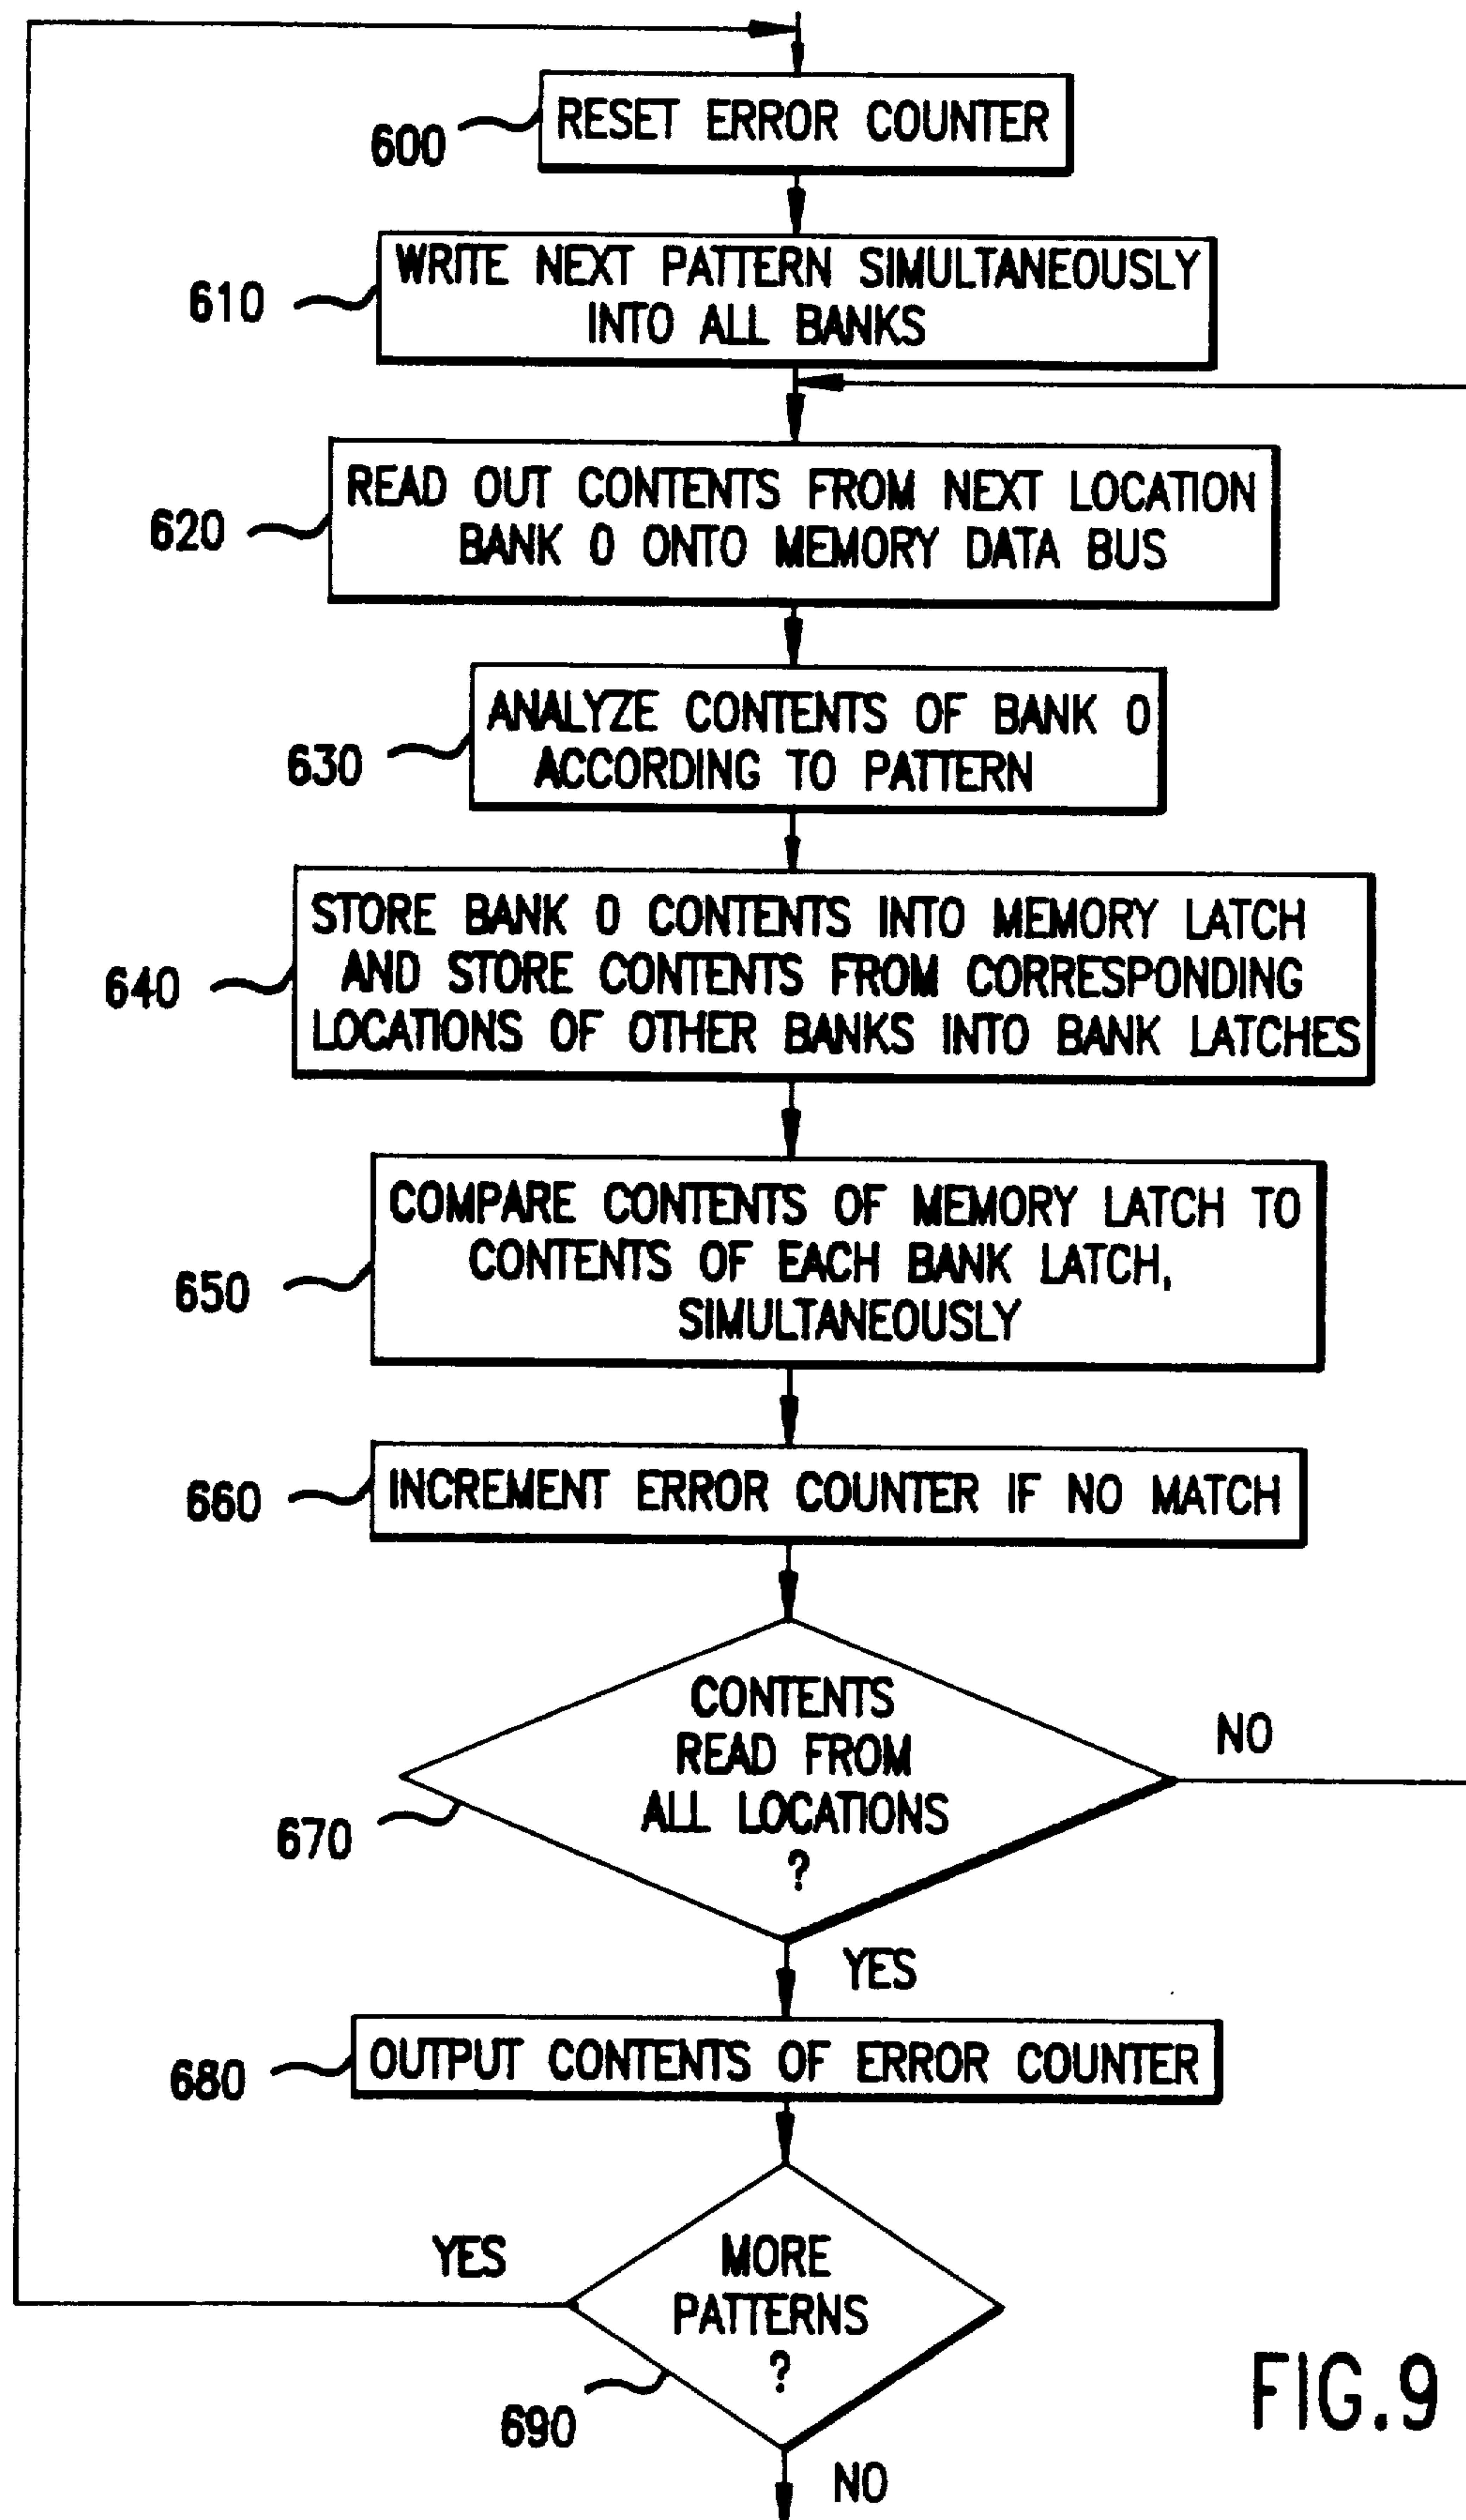 RESET ERROR COUNTER
600
WRITE NEXT PATTERN SIMULTANEOUSLY
INTO ALL BANKS
610
READ OUT CONTENTS FROM NEXT LOCATION
BANK 0 ONTO MEMORY DATA BUS
620
ANALYZE CONTENTS OF BANK 0
ACCORDING TO PATTERN
630
STORE BANK 0 CONTENTS INTO MEMORY LATCH
AND STORE CONTENTS FROM CORRESPONDING
LOCATIONS OF OTHER BANKS INTO BANK LATCHES
640
COMPARE CONTENTS OF MEMORY LATCH TO
CONTENTS OF EACH BANK LATCH,
SIMULTANEOUSLY
650
INCREMENT ERROR COUNTER IF NO MATCH
660
CONTENTS
READ FROM
ALL LOCATIONS
?
NO
670
YES
OUTPUT CONTENTS OF ERROR COUNTER
680
YES
MORE
PATTERNS
?
690
NO
FIG.9